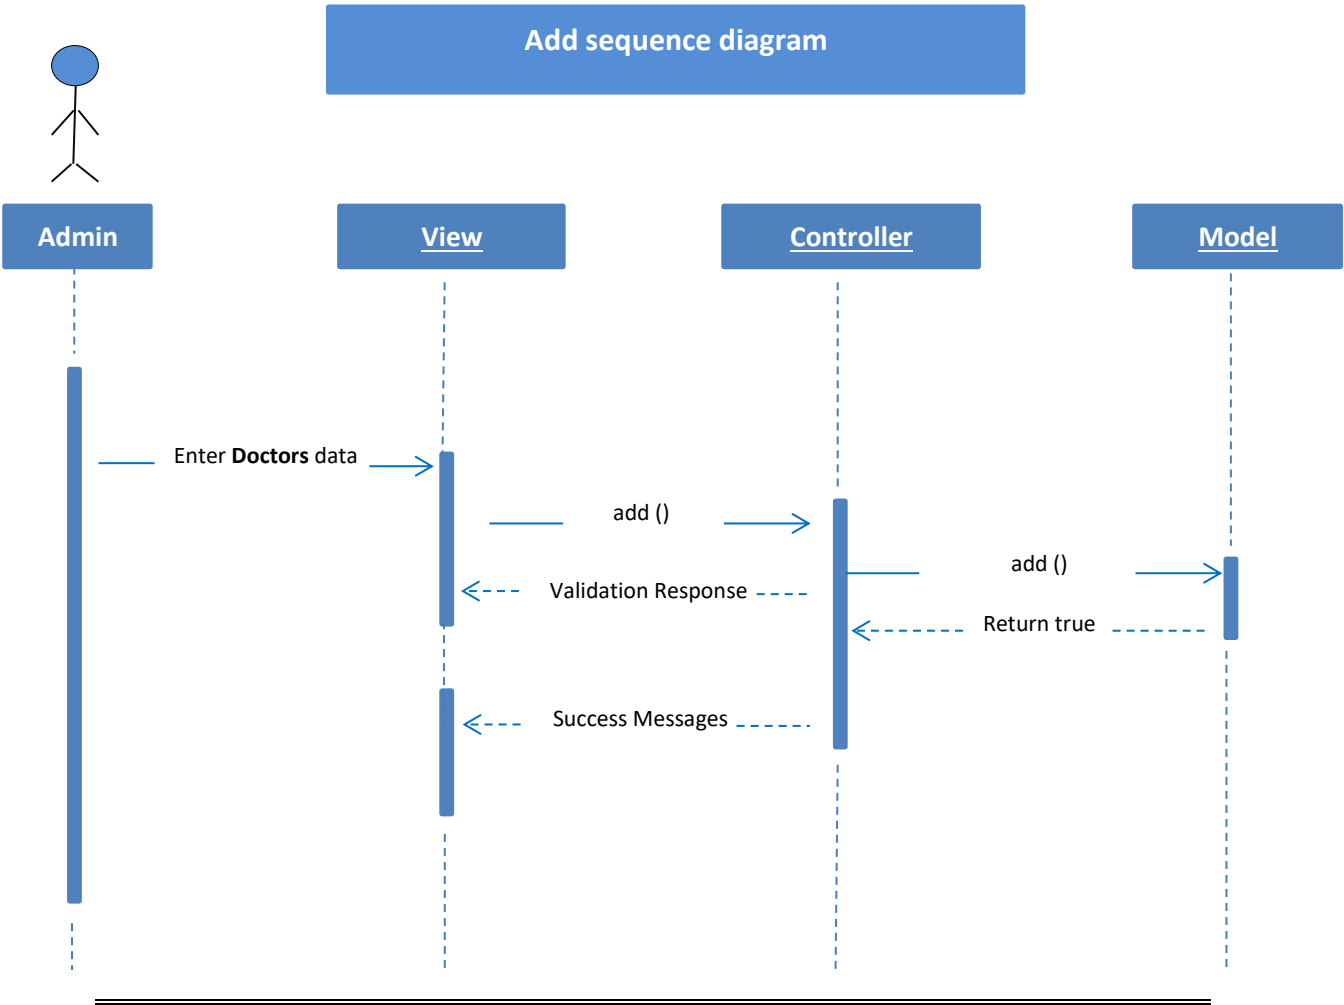 Add sequence diagram
Admin
View
Controller
Model
Enter Doctors data
add ()
add ()
Validation Response
Return true
Success Messages